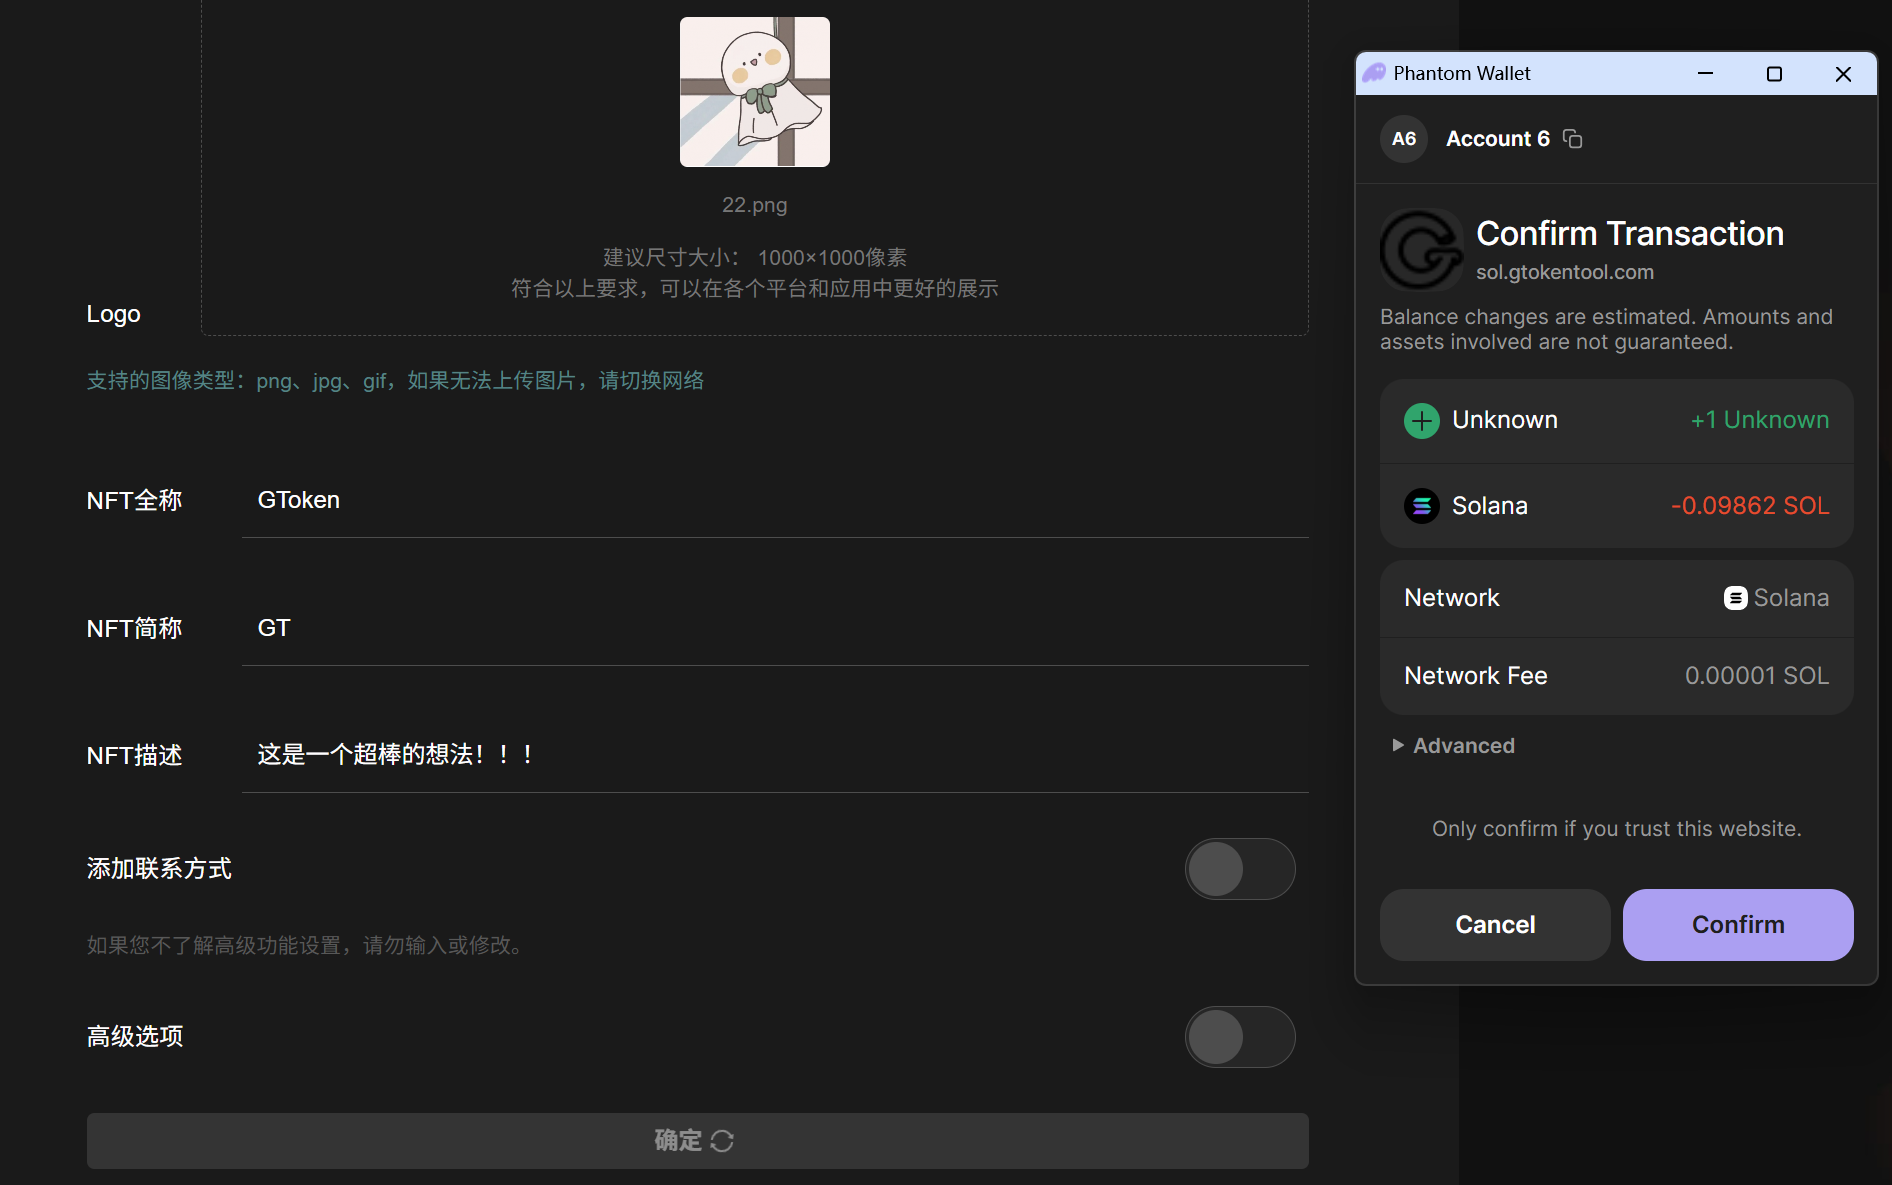 22.png
建议尺寸大小： 1000×1000像素
符合以上要求，可以在各个平台和应用中更好的展示
Logo
支持的图像类型：png、jpg、gif，如果无法上传图片，请切换网络
NFT全称 GToken
NFT简称 GT
NFT描述 这是一个超棒的想法！！！
添加联系方式
如果您不了解高级功能设置，请勿输入或修改。
高级选项
确定
Phantom Wallet
A6 Account 6
Confirm Transaction
sol.gtokentool.com
Balance changes are estimated. Amounts and
assets involved are not guaranteed.
Unknown +1 Unknown
Solana -0.09862 SOL
Network Solana
Network Fee 0.00001 SOL
Advanced
Only confirm if you trust this website.
Cancel Confirm